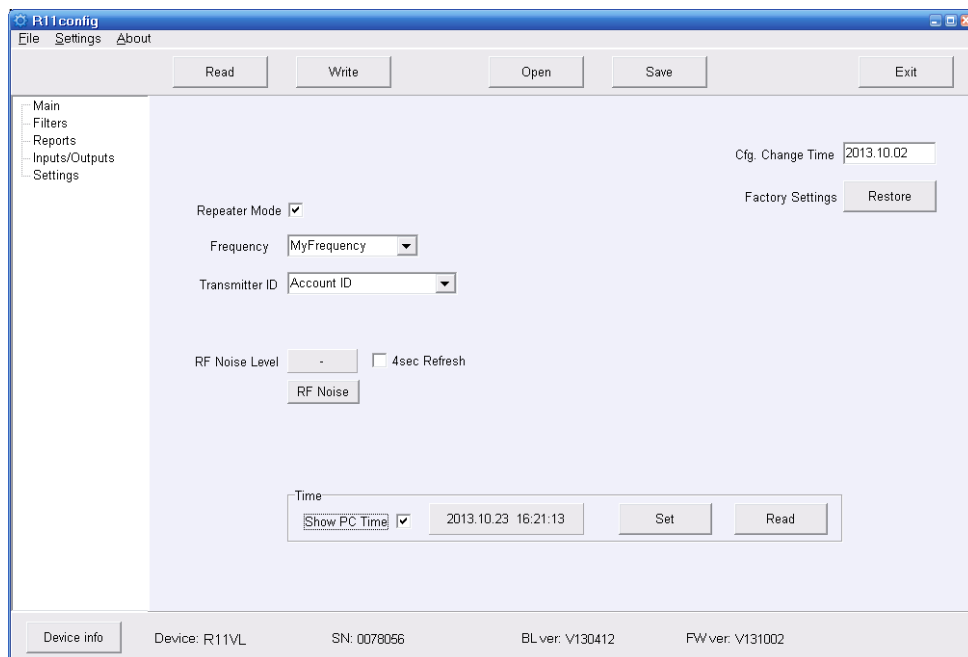 R11config
File Settings About
Read Write Open Save Exit
Main
Filters
Reports
Inputs/Outputs
Settings
Cfg. Change Time 2013.10.02
Factory Settings Restore
Repeater Mode
Frequency MyFrequency
Transmitter ID Account ID
RF Noise Level - 4sec Refresh
RF Noise
Time
Show PC Time 2013.10.23 16:21:13 Set Read
Device info Device: R11VL SN: 0078056 BL ver: V130412 FW ver: V131002